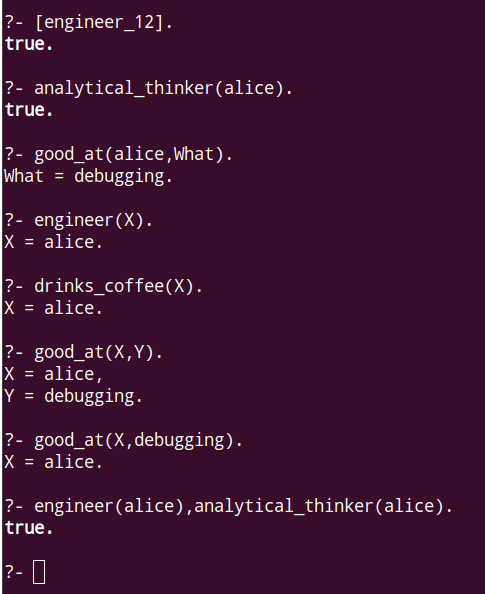 ?- [engineer_12].
true.
?- analytical_thinker(alice).
true.
?- good_at(alice,What).
What = debugging.
?- engineer(X).
X = alice.
?- drinks_coffee(X).
X = alice.
?- good_at(X,Y).
X = alice,
Y = debugging.
?- good_at(X,debugging).
X = alice.
?- engineer(alice),analytical_thinker(alice).
true.
?-